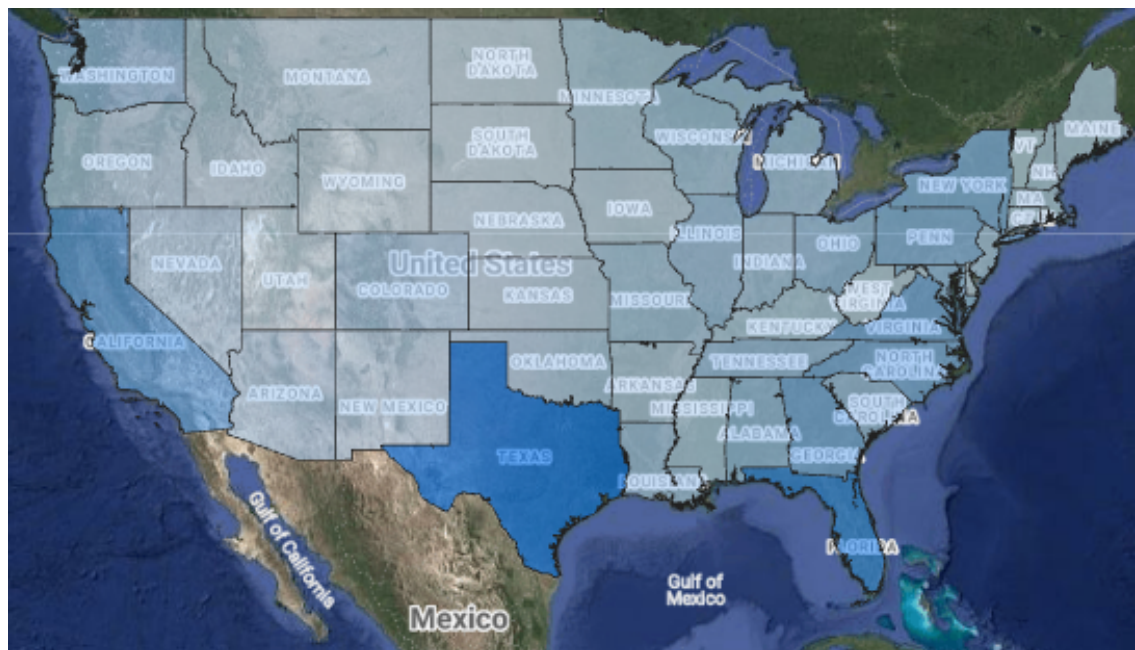 WASHINGTON
MONTANA
NORTH
DAKOTA
MINNESOTA
OREGON
IDAHO
WYOMING
SOUTH
DAKOTA
WISCONSIN
MICHIGAN
VT
NH
MAINE
NEW YORK
MA
CT
NEVADA
UTAH
COLORADO
United States
NEBRASKA
IOWA
ILLINOIS
INDIANA
OHIO
PENN
KANSAS
MISSOURI
WEST
VIRGINIA
KENTUCKY
VIRGINIA
CALIFORNIA
ARIZONA
NEW MEXICO
OKLAHOMA
ARKANSAS
TENNESSEE
NORTH
CAROLINA
MISSISSIPPI
ALABAMA
GEORGIA
SOUTH
CAROLINA
TEXAS
LOUISIANA
FLORIDA
Gulf of California
Gulf of
Mexico
Mexico